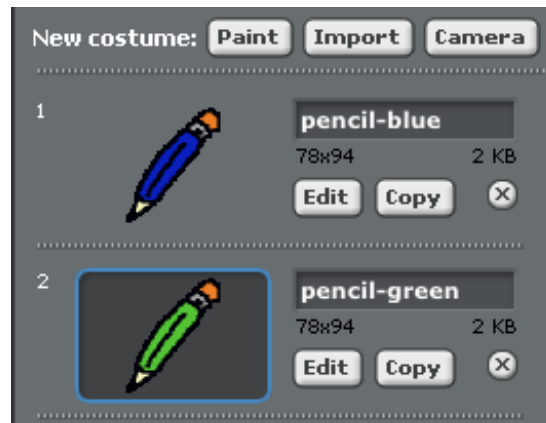 New costume: Paint Import Camera
1
pencil-blue
78x94 2 KB
Edit Copy X
2
pencil-green
78x94 2 KB
Edit Copy X